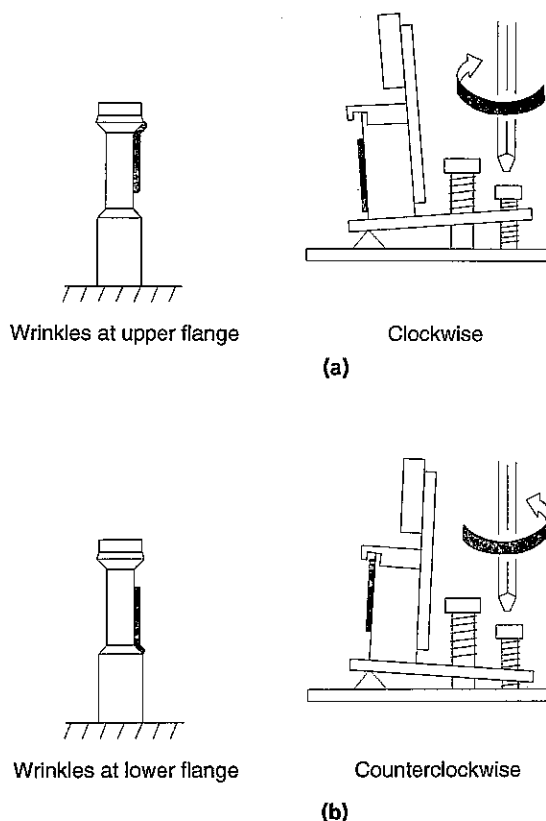 Wrinkles at upper flange
Clockwise
(a)
Wrinkles at lower flange
Counterclockwise
(b)